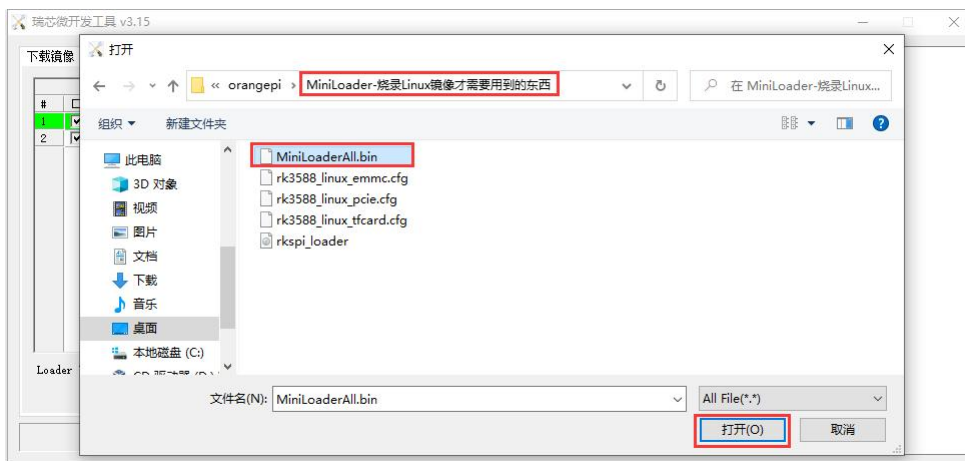 瑞芯微开发工具 v3.15
下载镜像
打开
« orangepi › MiniLoader-烧录Linux镜像才需要用到的东西
在 MiniLoader-烧录Linux...
组织
新建文件夹
#
1
2
此电脑
3D 对象
视频
图片
文档
下载
音乐
桌面
本地磁盘 (C:)
MiniLoaderAll.bin
rk3588_linux_emmc.cfg
rk3588_linux_pcie.cfg
rk3588_linux_tfcard.cfg
rkspi_loader
Loader
文件名(N):
MiniLoaderAll.bin
All File(*.*)
打开(O)
取消